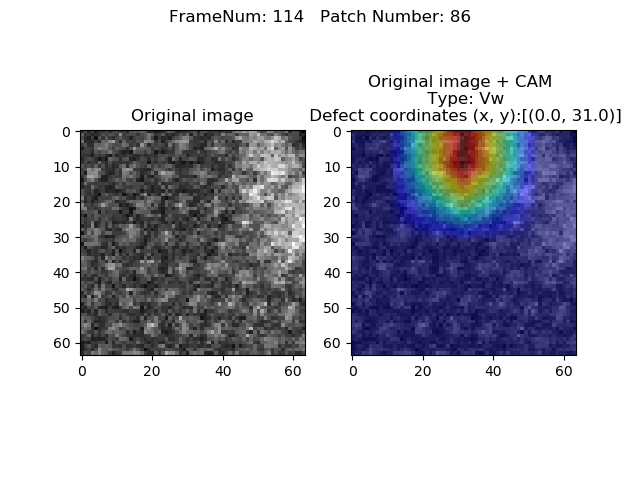 FrameNum: 114   Patch Number: 86
Original image
Original image + CAM
Type: Vw
Defect coordinates (x, y):[(0.0, 31.0)]
0
10
20
30
40
50
60
0 20 40 60
0
10
20
30
40
50
60
0 20 40 60